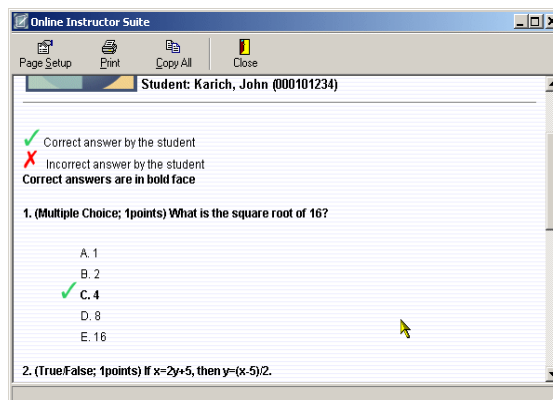 Online Instructor Suite
Page Setup Print Copy All Close
Student: Karich, John (000101234)
Correct answer by the student
Incorrect answer by the student
Correct answers are in bold face
1. (Multiple Choice; 1points) What is the square root of 16?
A. 1
B. 2
C. 4
D. 8
E. 16
2. (True/False; 1points) If x=2y+5, then y=(x-5)/2.